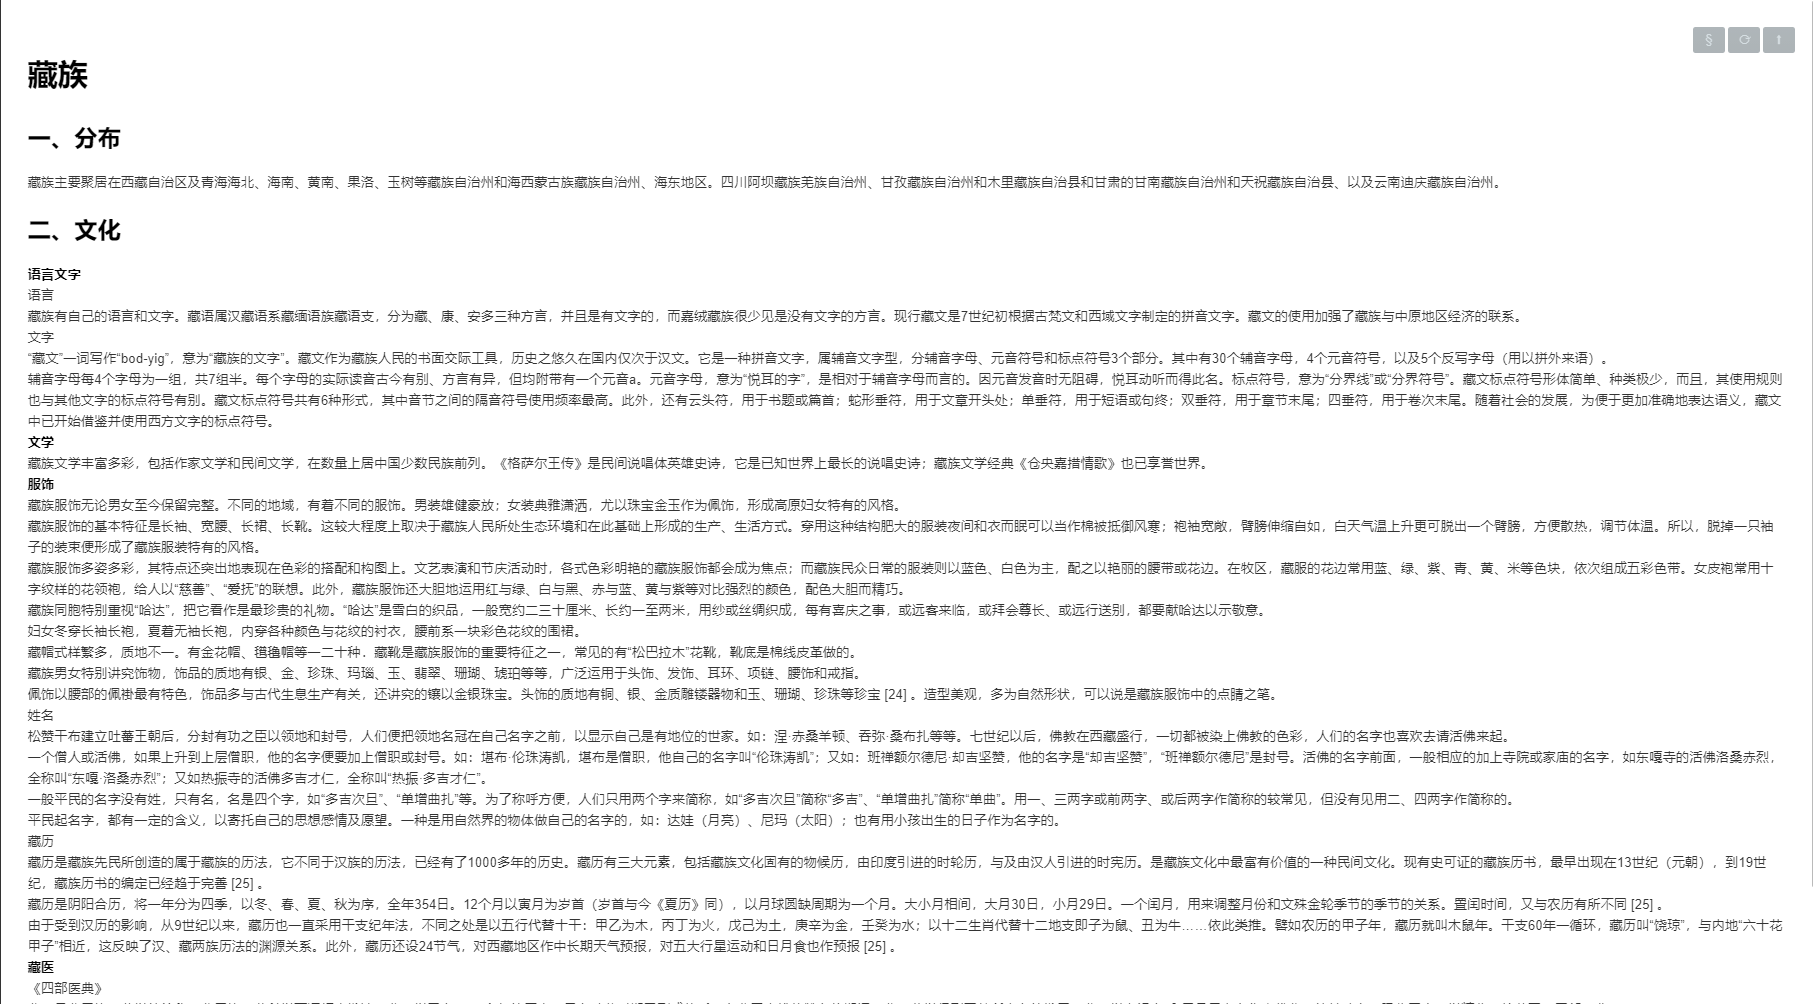 § ⟳ ⬆
藏族
一、分布
藏族主要聚居在西藏自治区及青海海北、海南、黄南、果洛、玉树等藏族自治州和海西蒙古族藏族自治州、海东地区。四川阿坝藏族羌族自治州、甘孜藏族自治州和木里藏族自治县和甘肃的甘南藏族自治州和天祝藏族自治县、以及云南迪庆藏族自治州。
二、文化
语言文字
语言
藏族有自己的语言和文字。藏语属汉藏语系藏缅语族藏语支，分为藏、康、安多三种方言，并且是有文字的，而嘉绒藏族很少见是没有文字的方言。现行藏文是7世纪初根据古梵文和西域文字制定的拼音文字。藏文的使用加强了藏族与中原地区经济的联系。
文字
“藏文”一词写作“bod-yig”，意为“藏族的文字”。藏文作为藏族人民的书面交际工具，历史之悠久在国内仅次于汉文。它是一种拼音文字，属辅音文字型，分辅音字母、元音符号和标点符号3个部分。其中有30个辅音字母，4个元音符号，以及5个反写字母（用以拼外来语）。
辅音字母每4个字母为一组，共7组半。每个字母的实际读音古今有别、方言有异，但均附带有一个元音a。元音字母，意为“悦耳的字”，是相对于辅音字母而言的。因元音发音时无阻碍，悦耳动听而得此名。标点符号，意为“分界线”或“分界符号”。藏文标点符号形体简单、种类极少，而且，其使用规则
也与其他文字的标点符号有别。藏文标点符号共有6种形式，其中音节之间的隔音符号使用频率最高。此外，还有云头符，用于书题或篇首；蛇形垂符，用于文章开头处；单垂符，用于短语或句终；双垂符，用于章节末尾；四垂符，用于卷次末尾。随着社会的发展，为便于更加准确地表达语义，藏文
中已开始借鉴并使用西方文字的标点符号。
文学
藏族文学丰富多彩，包括作家文学和民间文学，在数量上居中国少数民族前列。《格萨尔王传》是民间说唱体英雄史诗，它是已知世界上最长的说唱史诗；藏族文学经典《仓央嘉措情歌》也已享誉世界。
服饰
藏族服饰无论男女至今保留完整。不同的地域，有着不同的服饰。男装雄健豪放；女装典雅潇洒，尤以珠宝金玉作为佩饰，形成高原妇女特有的风格。
藏族服饰的基本特征是长袖、宽腰、长裙、长靴。这较大程度上取决于藏族人民所处生态环境和在此基础上形成的生产、生活方式。穿用这种结构肥大的服装夜间和衣而眠可以当作棉被抵御风寒；袍袖宽敞，臂膀伸缩自如，白天气温上升更可脱出一个臂膀，方便散热，调节体温。所以，脱掉一只袖
子的装束便形成了藏族服装特有的风格。
藏族服饰多姿多彩，其特点还突出地表现在色彩的搭配和构图上。文艺表演和节庆活动时，各式色彩明艳的藏族服饰都会成为焦点；而藏族民众日常的服装则以蓝色、白色为主，配之以艳丽的腰带或花边。在牧区，藏服的花边常用蓝、绿、紫、青、黄、米等色块，依次组成五彩色带。女皮袍常用十
字纹样的花领袍，给人以“慈善”、“爱抚”的联想。此外，藏族服饰还大胆地运用红与绿、白与黑、赤与蓝、黄与紫等对比强烈的颜色，配色大胆而精巧。
藏族同胞特别重视“哈达”，把它看作是最珍贵的礼物。“哈达”是雪白的织品，一般宽约二三十厘米、长约一至两米，用纱或丝绸织成，每有喜庆之事，或远客来临，或拜会尊长、或远行送别，都要献哈达以示敬意。
妇女冬穿长袖长袍，夏着无袖长袍，内穿各种颜色与花纹的衬衣，腰前系一块彩色花纹的围裙。
藏帽式样繁多，质地不一。有金花帽、氆氇帽等一二十种，藏靴是藏族服饰的重要特征之一，常见的有“松巴拉木”花靴，靴底是棉线皮革做的。
藏族男女特别讲究饰物，饰品的质地有银、金、珍珠、玛瑙、玉、翡翠、珊瑚、琥珀等等，广泛运用于头饰、发饰、耳环、项链、腰饰和戒指。
佩饰以腰部的佩褂最有特色，饰品多与古代生息生产有关，还讲究的镶以金银珠宝。头饰的质地有铜、银、金质雕镂器物和玉、珊瑚、珍珠等珍宝 [24] 。造型美观，多为自然形状，可以说是藏族服饰中的点睛之笔。
姓名
松赞干布建立吐蕃王朝后，分封有功之臣以领地和封号，人们便把领地名冠在自己名字之前，以显示自己是有地位的世家。如：涅·赤桑羊顿、吞弥·桑布扎等等。七世纪以后，佛教在西藏盛行，一切都被染上佛教的色彩，人们的名字也喜欢去请活佛来起。
一个僧人或活佛，如果上升到上层僧职，他的名字便要加上僧职或封号。如：堪布·伦珠涛凯，堪布是僧职，他自己的名字叫“伦珠涛凯”；又如：班禅额尔德尼·却吉坚赞，他的名字是“却吉坚赞”，“班禅额尔德尼”是封号。活佛的名字前面，一般相应的加上寺院或家庙的名字，如东嘎寺的活佛洛桑赤烈，
全称叫“东嘎·洛桑赤烈”；又如热振寺的活佛多吉才仁，全称叫“热振·多吉才仁”。
一般平民的名字没有姓，只有名，名是四个字，如“多吉次旦”、“单增曲扎”等。为了称呼方便，人们只用两个字来简称，如“多吉次旦”简称“多吉”、“单增曲扎”简称“单曲”。用一、三两字或前两字、或后两字作简称的较常见，但没有见用二、四两字作简称的。
平民起名字，都有一定的含义，以寄托自己的思想感情及愿望。一种是用自然界的物体做自己的名字的，如：达娃（月亮）、尼玛（太阳）；也有用小孩出生的日子作为名字的。
藏历
藏历是藏族先民所创造的属于藏族的历法，它不同于汉族的历法，已经有了1000多年的历史。藏历有三大元素，包括藏族文化固有的物候历，由印度引进的时轮历，与及由汉人引进的时宪历。是藏族文化中最富有价值的一种民间文化。现有史可证的藏族历书，最早出现在13世纪（元朝），到19世
纪，藏族历书的编定已经趋于完善 [25] 。
藏历是阴阳合历，将一年分为四季，以冬、春、夏、秋为序，全年354日。12个月以寅月为岁首（岁首与今《夏历》同），以月球圆缺周期为一个月。大小月相间，大月30日，小月29日。一个闰月，用来调整月份和文殊金轮季节的季节的关系。置闰时间，又与农历有所不同 [25] 。
由于受到汉历的影响，从9世纪以来，藏历也一直采用干支纪年法，不同之处是以五行代替十干：甲乙为木，丙丁为火，戊己为土，庚辛为金，壬癸为水；以十二生肖代替十二地支即子为鼠、丑为牛……依此类推。譬如农历的甲子年，藏历就叫木鼠年。干支60年一循环，藏历叫“饶琼”，与内地“六十花
甲子”相近，这反映了汉、藏两族历法的渊源关系。此外，藏历还设24节气，对西藏地区作中长期天气预报，对五大行星运动和日月食也作预报 [25] 。
藏医
《四部医典》